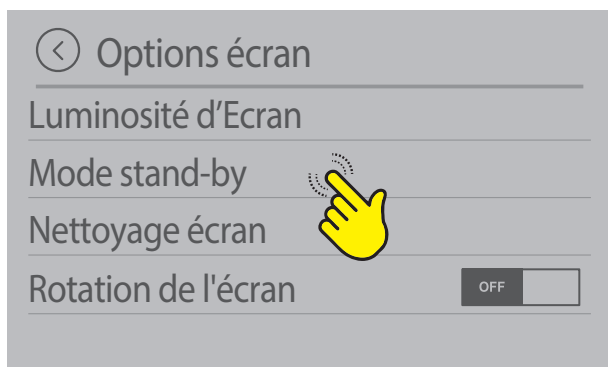 Options écran
Luminosité d’Ecran
Mode stand-by
Nettoyage écran
Rotation de l'écran OFF